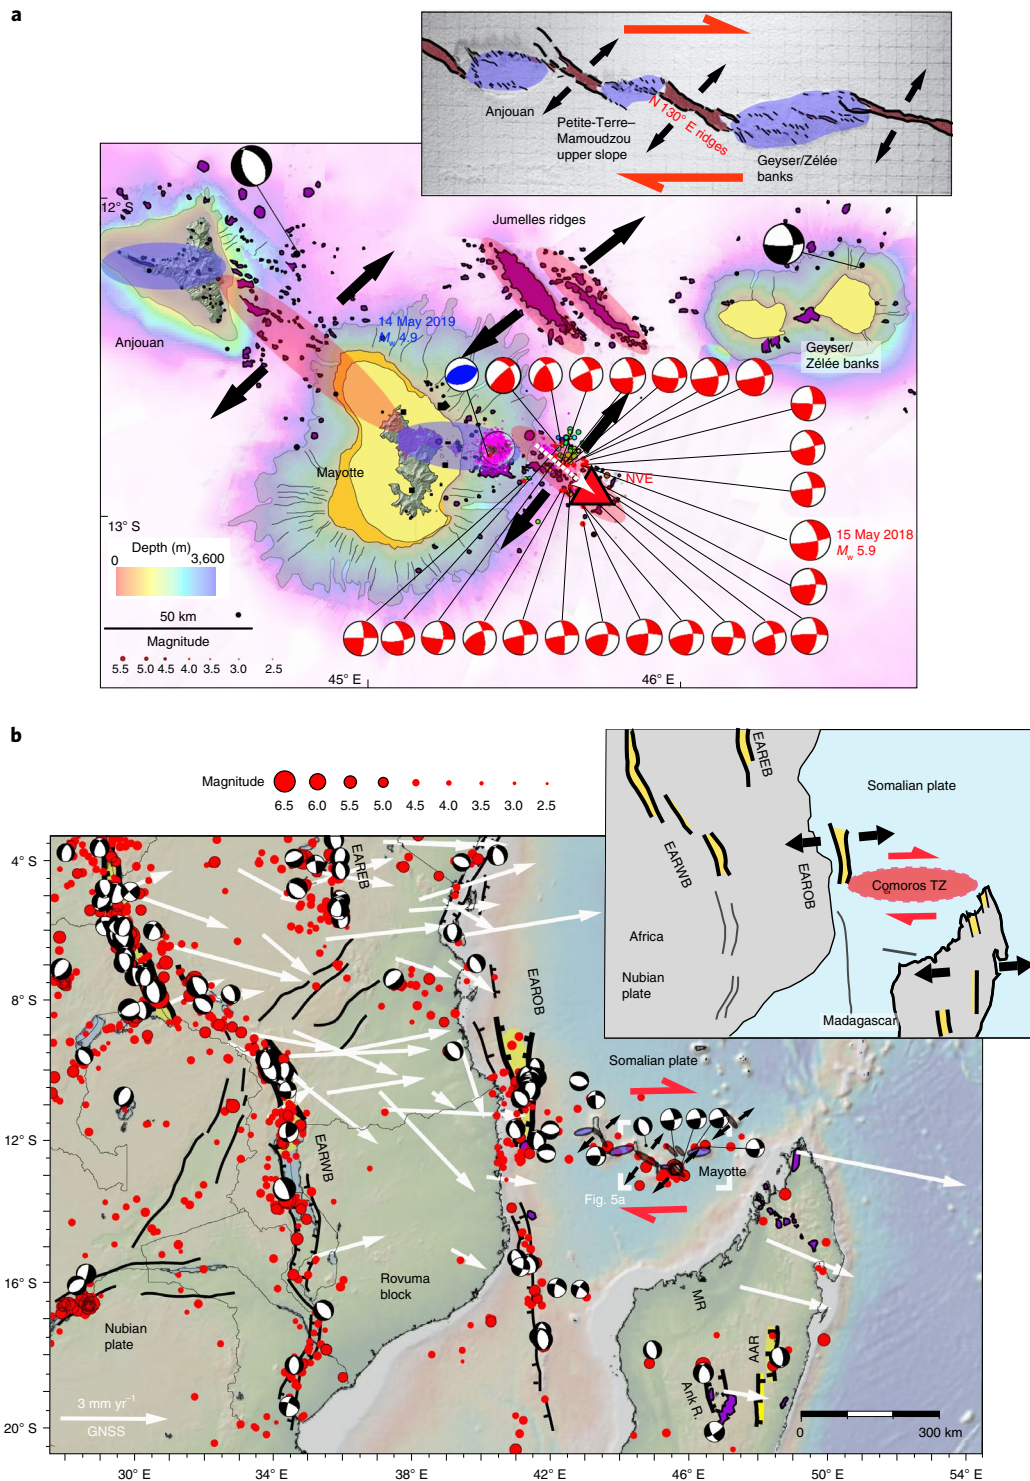 a
Anjouan
Petite-Terre–
Mamoudzou
upper slope
N 130° E ridges
Geyser/Zélée
banks
12° S
Jumelles ridges
14 May 2019
Mw 4.9
Anjouan
Geyser/
Zélée banks
Mayotte
NVE
13° S
15 May 2018
Mw 5.9
Depth (m)
0
3,600
50 km
Magnitude
5.5 5.0 4.5 4.0 3.5 3.0 2.5
45° E
46° E
b
Magnitude
6.5 6.0 5.5 5.0 4.5 4.0 3.5 3.0 2.5
EAREB
Somalian plate
EARWB
EAROB
Comoros TZ
Africa
Nubian
plate
Madagascar
4° S
EAREB
8° S
EAROB
Somalian plate
12° S
EARWB
Mayotte
Fig. 5a
16° S
Rovuma
block
MR
Nubian
plate
AAR
Ank R.
3 mm yr⁻¹
GNSS
20° S
0
300 km
30° E
34° E
38° E
42° E
46° E
50° E
54° E